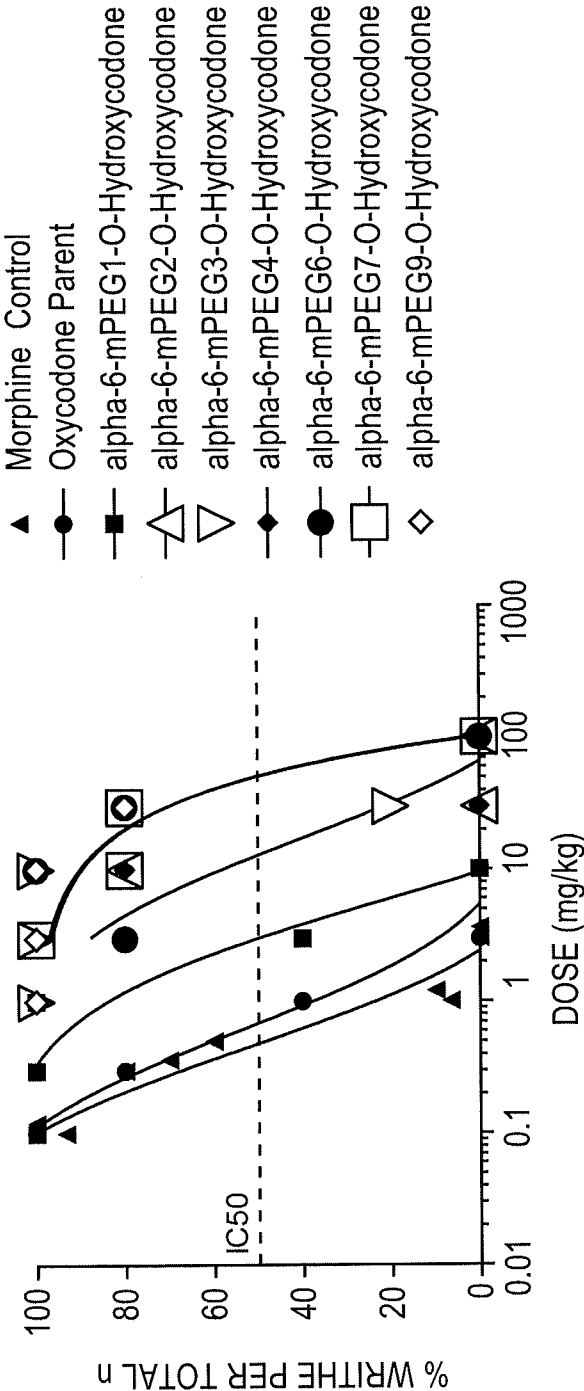 Morphine Control
Oxycodone Parent
alpha-6-mPEG1-O-Hydroxycodone
alpha-6-mPEG2-O-Hydroxycodone
alpha-6-mPEG3-O-Hydroxycodone
alpha-6-mPEG4-O-Hydroxycodone
alpha-6-mPEG6-O-Hydroxycodone
alpha-6-mPEG7-O-Hydroxycodone
alpha-6-mPEG9-O-Hydroxycodone
% WRITHE PER TOTAL n
100
80
60
40
20
0
IC50
0.01
0.1
1
10
100
1000
DOSE (mg/kg)